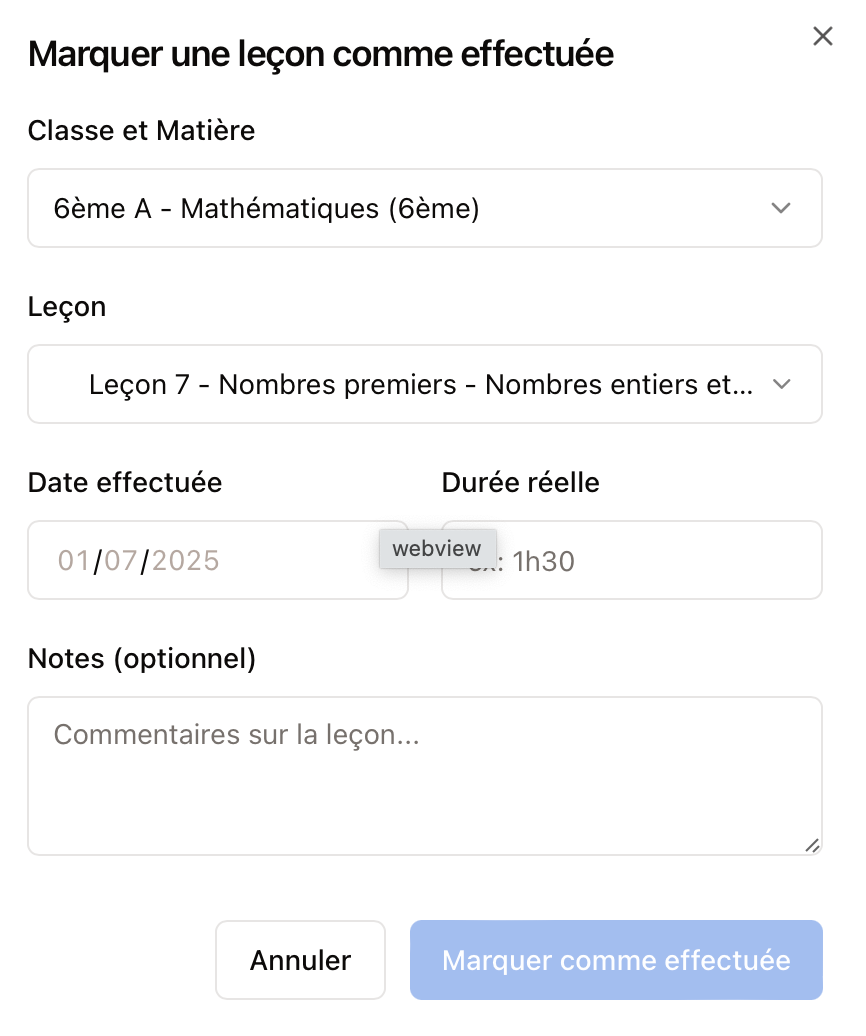 Marquer une leçon comme effectuée
Classe et Matière
6ème A - Mathématiques (6ème)
Leçon
Leçon 7 - Nombres premiers - Nombres entiers et...
Date effectuée
Durée réelle
01/07/2025
webview
ex: 1h30
Notes (optionnel)
Commentaires sur la leçon...
Annuler
Marquer comme effectuée